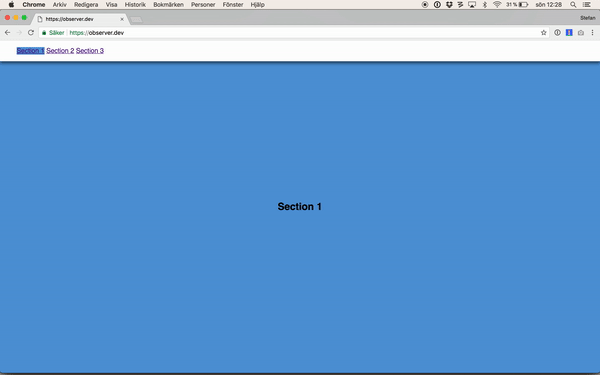 Chrome Arkiv Redigera Visa Historik Bokmärken Personer Fönster Hjälp 31 % sön 12:28
https://observer.dev Stefan
Säker https://observer.dev
Section 1 Section 2 Section 3
Section 1